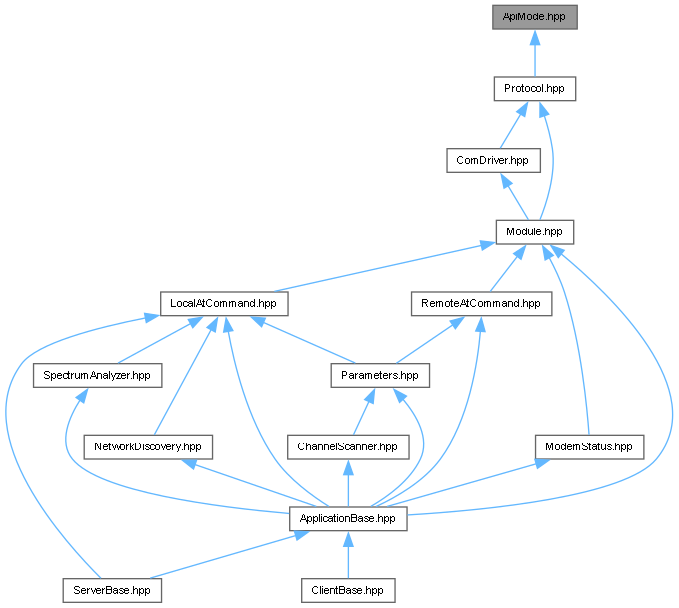 ApiMode.hpp
Protocol.hpp
ComDriver.hpp
Module.hpp
LocalAtCommand.hpp
RemoteAtCommand.hpp
SpectrumAnalyzer.hpp
Parameters.hpp
NetworkDiscovery.hpp
ChannelScanner.hpp
ModemStatus.hpp
ApplicationBase.hpp
ServerBase.hpp
ClientBase.hpp